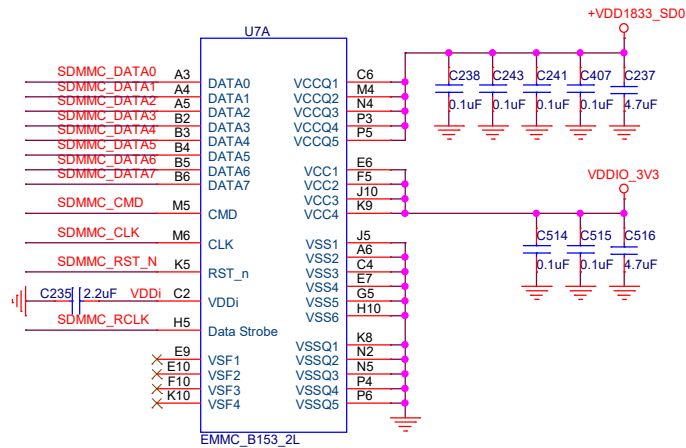 +VDD1833_SD0
U7A
SDMMC_DATA0 A3 DATA0 VCCQ1 C6
SDMMC_DATA1 A4 DATA1 VCCQ2 M4
SDMMC_DATA2 A5 DATA2 VCCQ3 N4
SDMMC_DATA3 B2 DATA3 VCCQ4 P3
SDMMC_DATA4 B3 DATA4 VCCQ5 P5
SDMMC_DATA5 B4 DATA5
SDMMC_DATA6 B5 DATA6 VCC1 E6
SDMMC_DATA7 B6 DATA7 VCC2 F5
VCC3 J10
SDMMC_CMD M5 CMD VCC4 K9
C238 C243 C241 C407 C237
0.1uF 0.1uF 0.1uF 0.1uF 4.7uF
VDDIO_3V3
SDMMC_CLK M6 CLK VSS1 J5
VSS2 A6
SDMMC_RST_N K5 RST_n VSS3 C4
VSS4 E7
C235 2.2uF VDDi C2 VDDi VSS5 G5
VSS6 H10
SDMMC_RCLK H5 Data Strobe
C514 C515 C516
0.1uF 0.1uF 4.7uF
VSSQ1 K8
E9 VSF1 VSSQ2 N2
E10 VSF2 VSSQ3 N5
F10 VSF3 VSSQ4 P4
K10 VSF4 VSSQ5 P6
EMMC_B153_2L